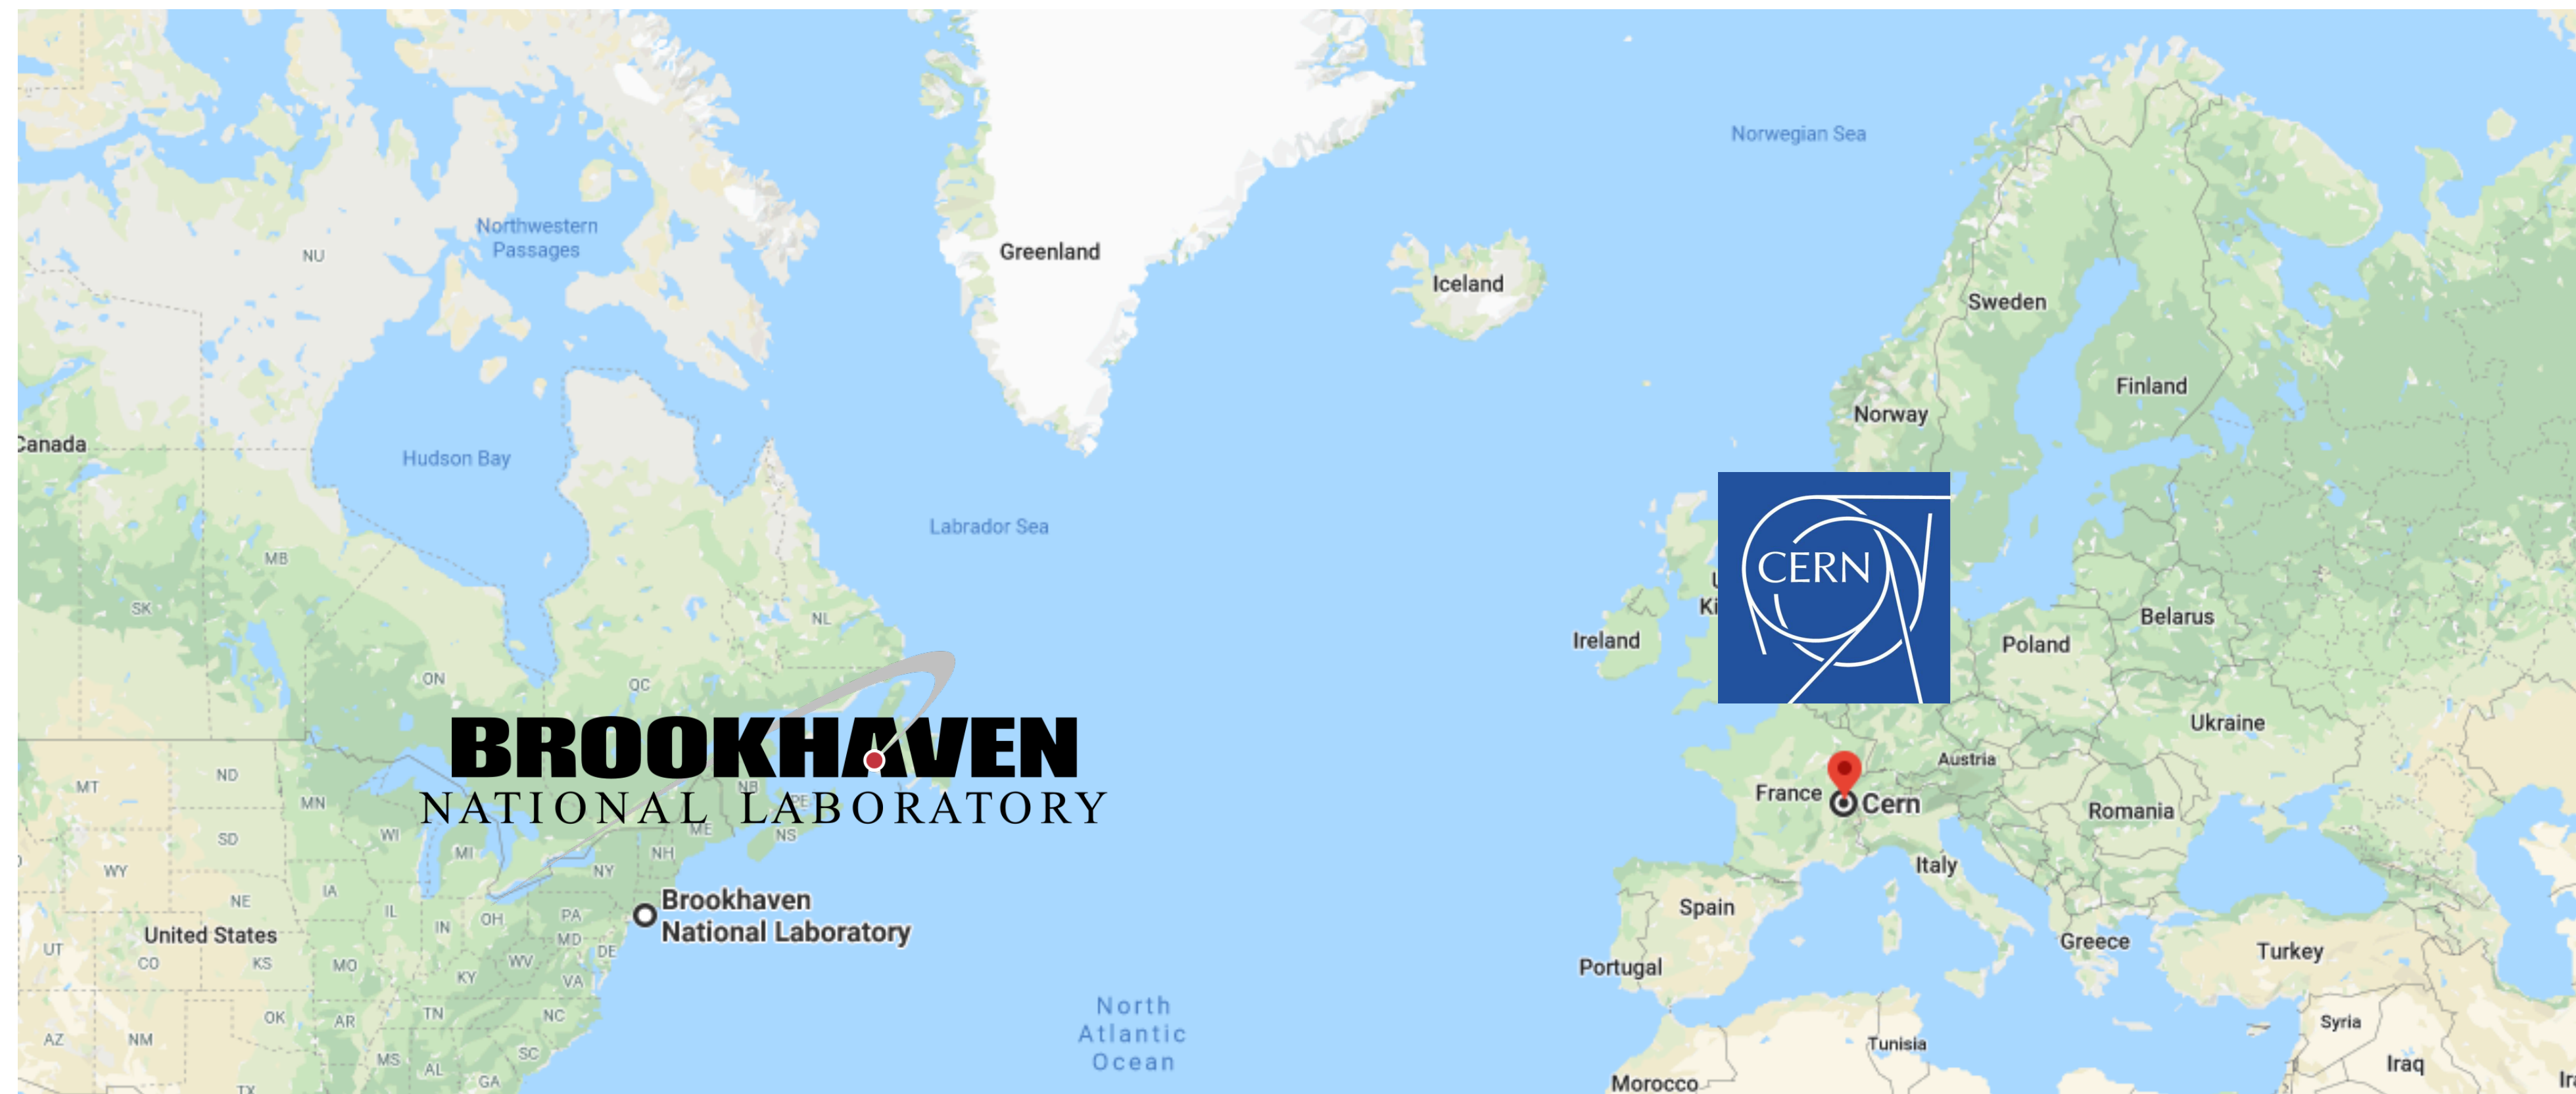 Norwegian Sea
Northwestern
Passages
NU
Greenland
Iceland
Sweden
Finland
Norway
Canada
Hudson Bay
Labrador Sea
MB
SK
CERN
NL
Ireland
Belarus
Poland
ON
QC
BROOKHAVEN
NATIONAL LABORATORY
Ukraine
Austria
MT
ND
MN
NB
PE
France
Cern
Romania
SD
WI
MI
ME
NS
NH
WY
NY
IA
Italy
NE
IL
IN
OH
PA
Brookhaven
National Laboratory
Spain
United States
MD
DE
Greece
Turkey
UT
CO
KS
MO
KY
WV
VA
Portugal
North
Atlantic
Ocean
OK
AR
TN
NC
Syria
AZ
NM
MS
AL
SC
GA
TX
Tunisia
Iraq
Morocco